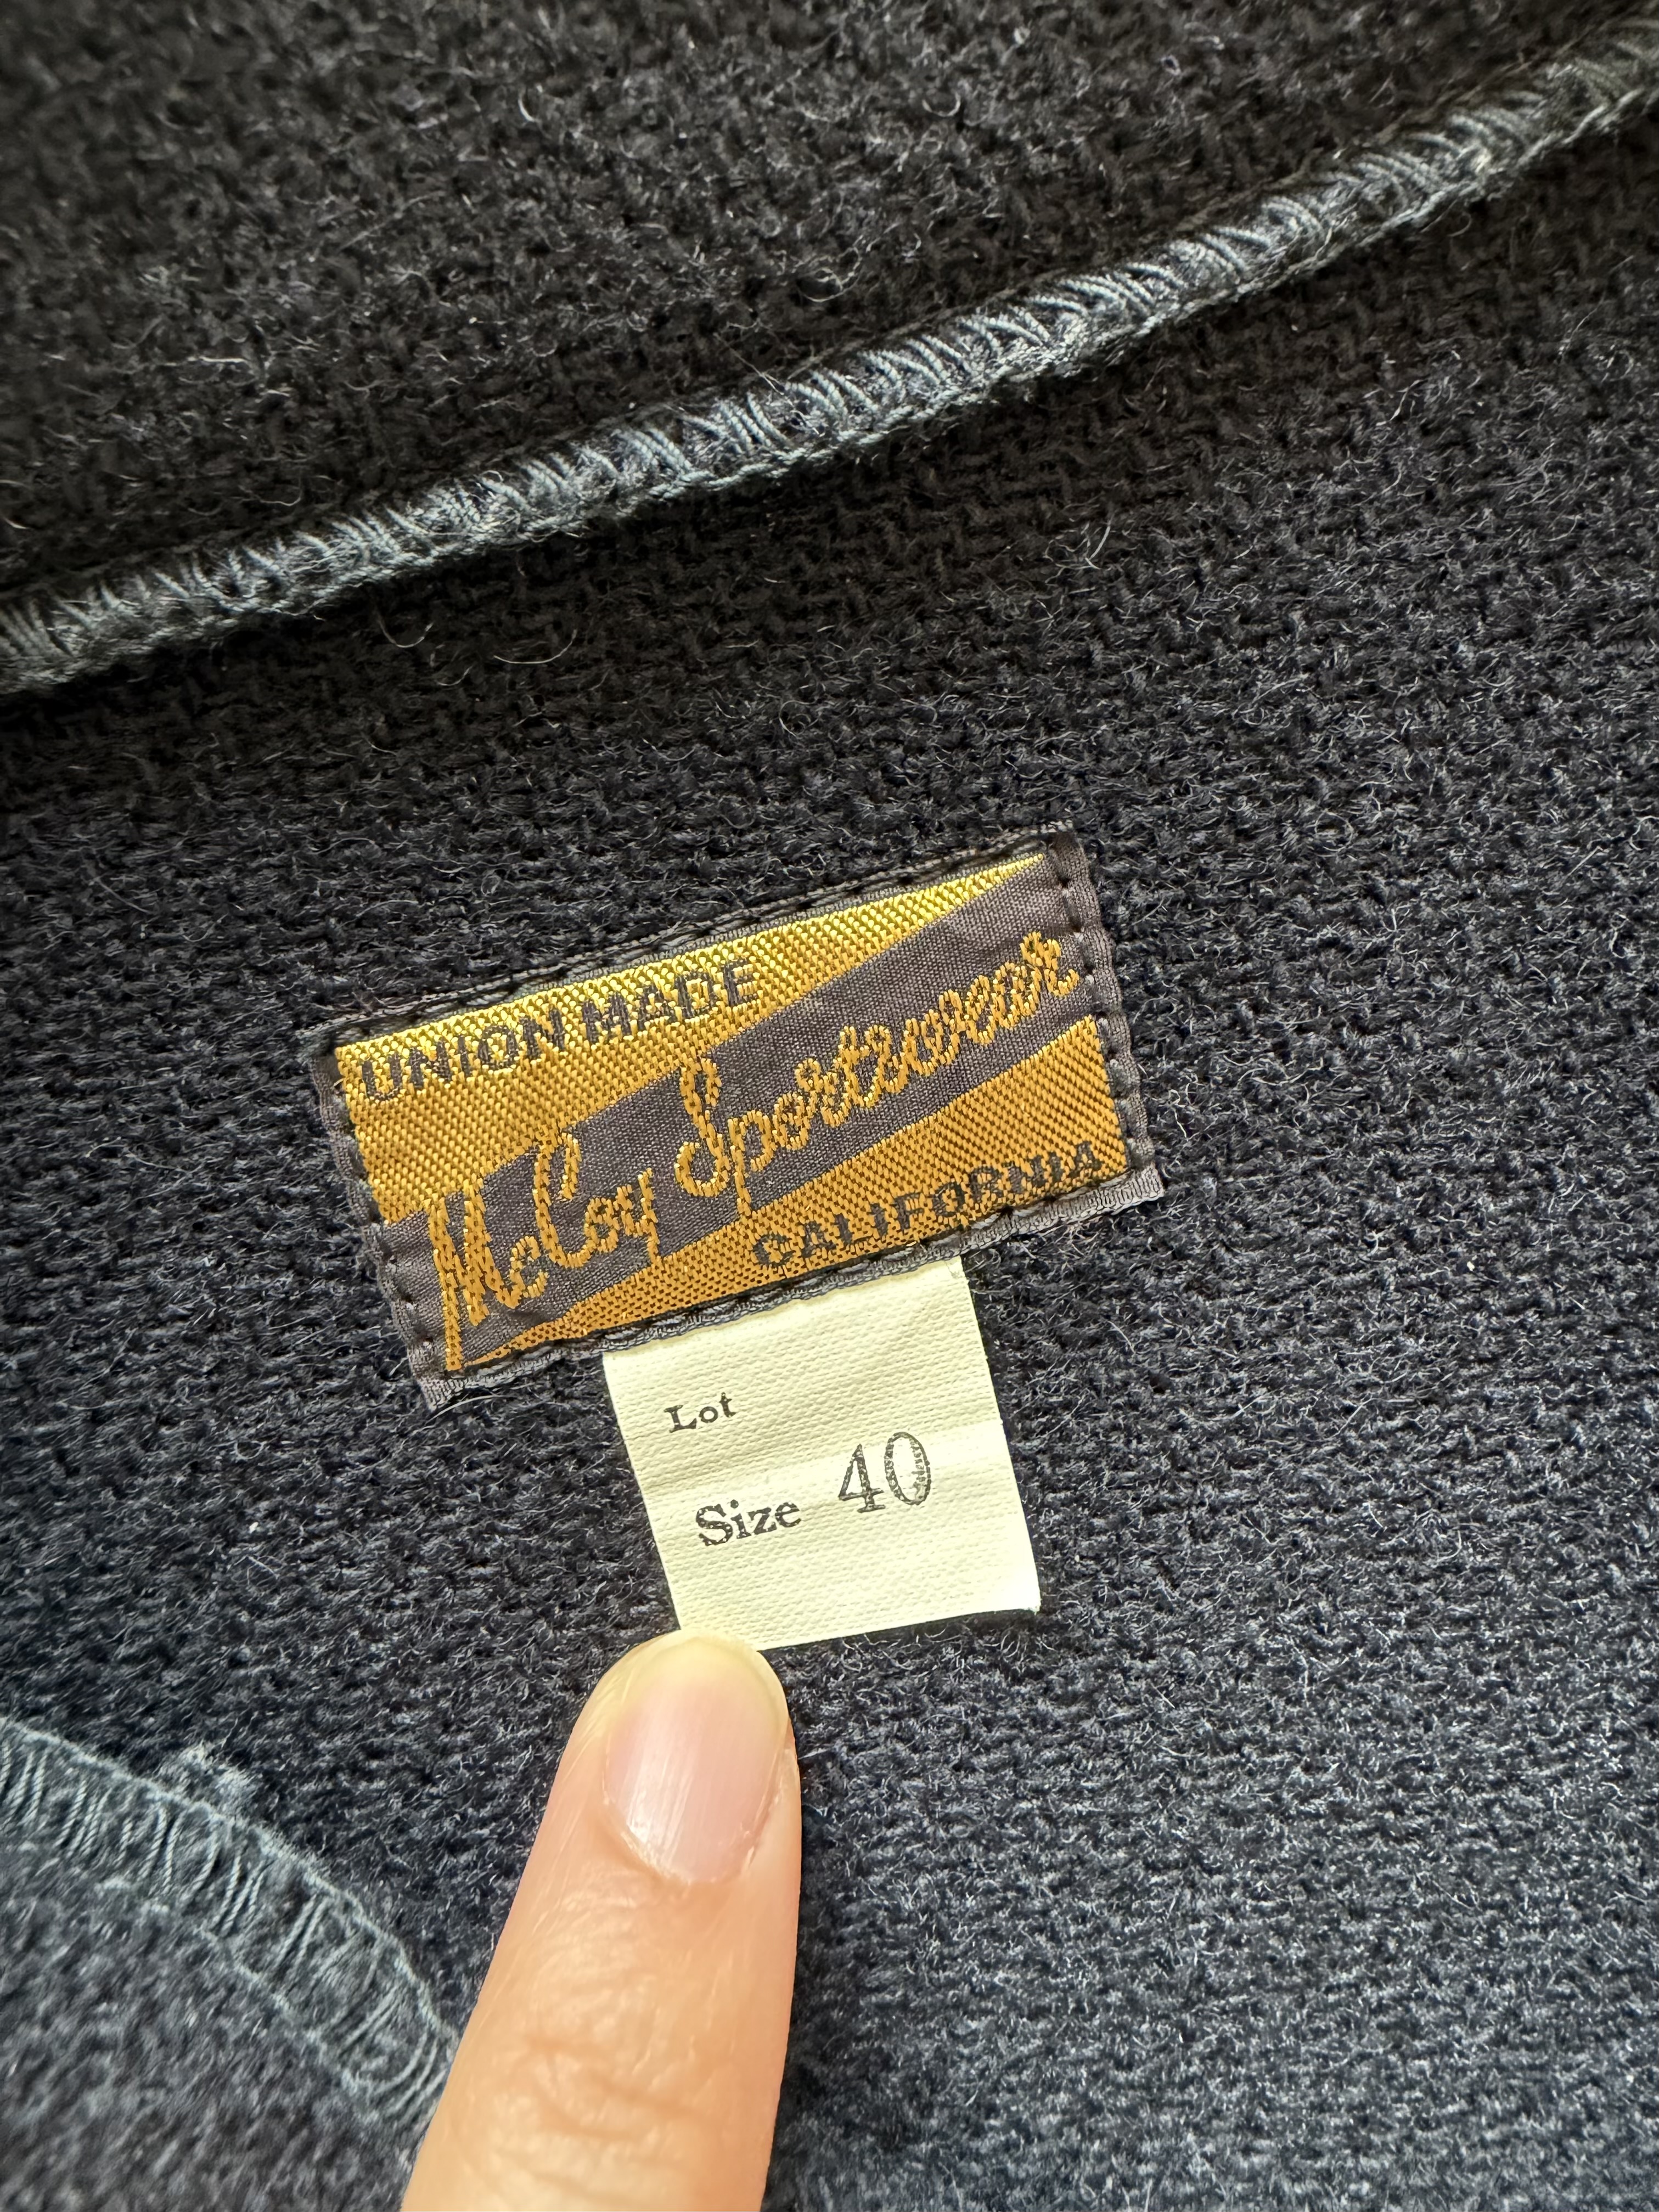 UNION MADE
McCoy Sportswear
CALIFORNIA
Lot
Size 40